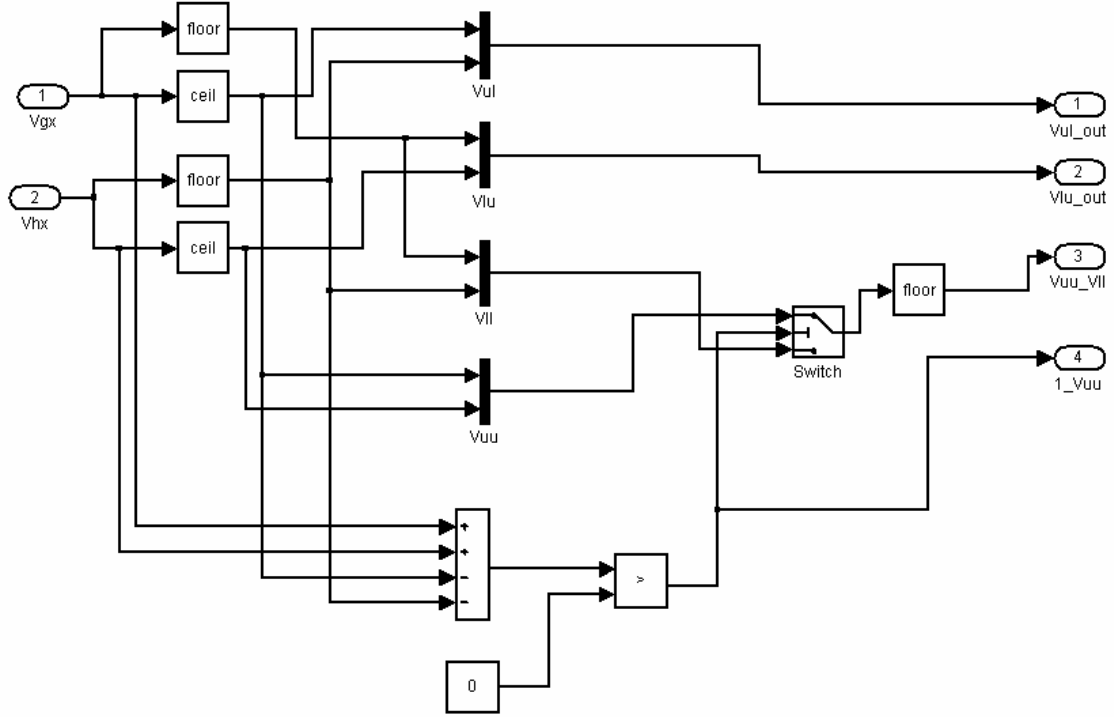 floor
1
Vgx
ceil
Vul
1
Vul_out
floor
2
Vhx
Vlu
2
Vlu_out
ceil
Vll
floor
3
Vuu_Vll
Switch
4
1_Vuu
Vuu
+
+
−
−
>
0